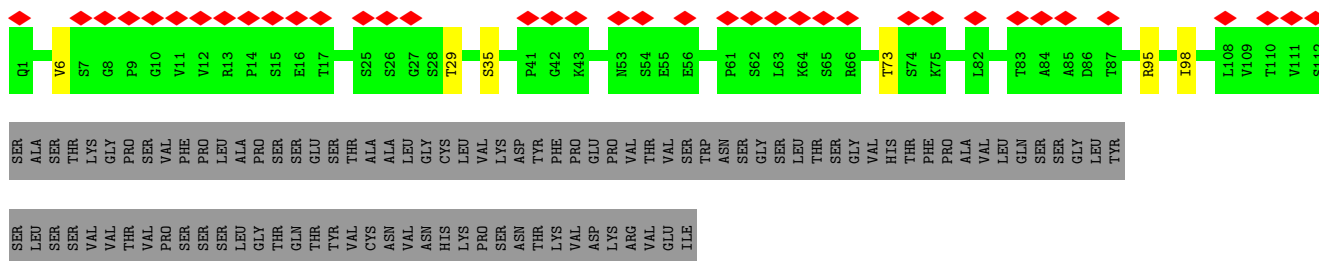 Q1 V6 S7 G8 P9 G10 V11 V12 R13 P14 S15 E16 T17 S25 S26 G27 S28 T29 S35 P41 G42 K43 N53 S54 E55 E56 P61 S62 L63 K64 S65 R66 T73 S74 K75 L82 T83 A84 A85 D86 T87 R95 I98 L108 V109 T110 V111 S112
SER ALA SER THR LYS GLY PRO SER VAL PHE PRO LEU ALA PRO SER SER GLU SER THR ALA ALA LEU GLY CYS LEU VAL LYS ASP TYR PHE PRO GLU PRO VAL THR VAL SER TRP ASN SER GLY SER LEU THR SER GLY VAL HIS THR PHE PRO ALA VAL LEU GLN SER SER GLY LEU TYR
SER LEU SER SER VAL VAL THR VAL PRO SER SER SER LEU GLY THR GLN THR TYR VAL CYS ASN VAL ASN HIS LYS PRO SER ASN THR LYS VAL ASP LYS ARG VAL GLU ILE